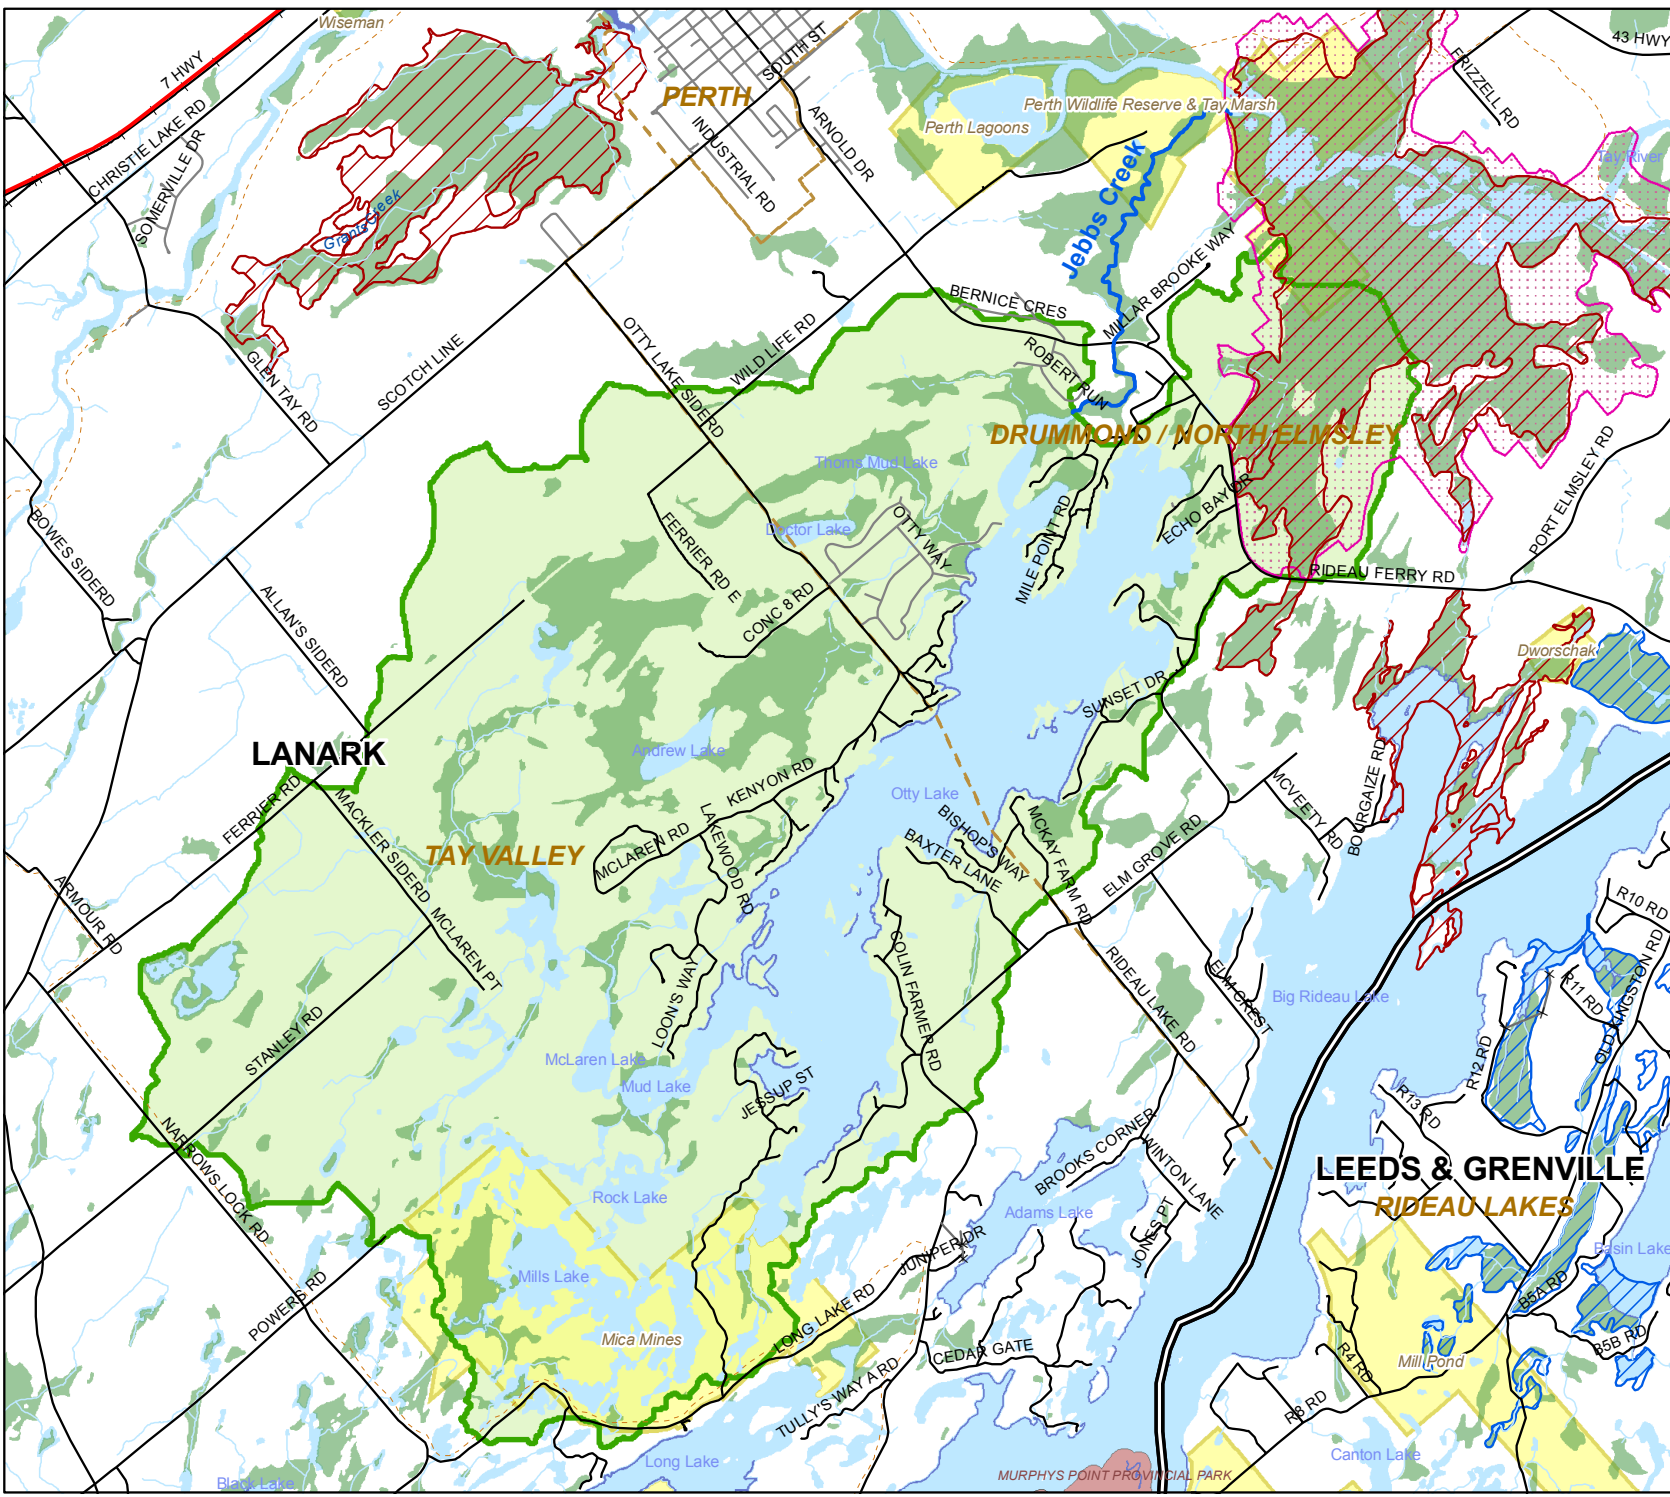 Wiseman
7 HWY
CHRISTIE LAKE RD
SOMERVILLE DR
Grants Creek
PERTH
SOUTH ST
INDUSTRIAL RD
ARNOLD DR
Perth Lagoons
Perth Wildlife Reserve & Tay Marsh
Jebbs Creek
43 HWY
FRIZZELL RD
Tay River
GLEN TAY RD
SCOTCH LINE
OTTY LAKE SIDERD
WILD LIFE RD
BERNICE CRES
MILLAR BROOKE WAY
ROBERT RUN
DRUMMOND / NORTH ELMSLEY
Thoms Mud Lake
Doctor Lake
OTTY WAY
MILE POINT RD
ECHO BAY DR
PORT ELMSLEY RD
RIDEAU FERRY RD
BOWES SIDERD
ALLAN'S SIDERD
FERRIER RD E
CONC 8 RD
SUNSET DR
Dworschak
LANARK
Andrew Lake
KENYON RD
Otty Lake
FERRIER RD
MACKLER SIDERD
TAY VALLEY
MCLAREN RD
LAKEWOOD RD
BISHOP'S WAY
BAXTER LANE
MCKAY FARM RD
ELM GROVE RD
MCVEETY RD
BOURGAIZE RD
ARMOUR RD
MCLAREN PT
STANLEY RD
LOON'S WAY
COLIN FARMER RD
RIDEAU LAKE RD
ELM CREST
Big Rideau Lake
R10 RD
R11 RD
OLD KINGSTON RD
R12 RD
R13 RD
McLaren Lake
Mud Lake
JESSUP ST
NARROWS LOCK RD
Rock Lake
BROOKS CORNER
WINTON LANE
Adams Lake
JONES PT
LEEDS & GRENVILLE
RIDEAU LAKES
Basin Lake
JUNIPER DR
Mills Lake
POWERS RD
Mica Mines
LONG LAKE RD
CEDAR GATE
TULLY'S WAY A RD
B5A RD
B5B RD
R4 RD
Mill Pond
R8 RD
Canton Lake
Long Lake
Black Lake
MURPHYS POINT PROVINCIAL PARK